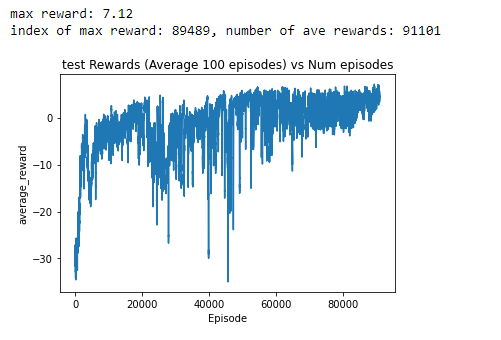 max reward: 7.12
index of max reward: 89489, number of ave rewards: 91101
test Rewards (Average 100 episodes) vs Num episodes
average_reward
0
−10
−20
−30
0 20000 40000 60000 80000
Episode